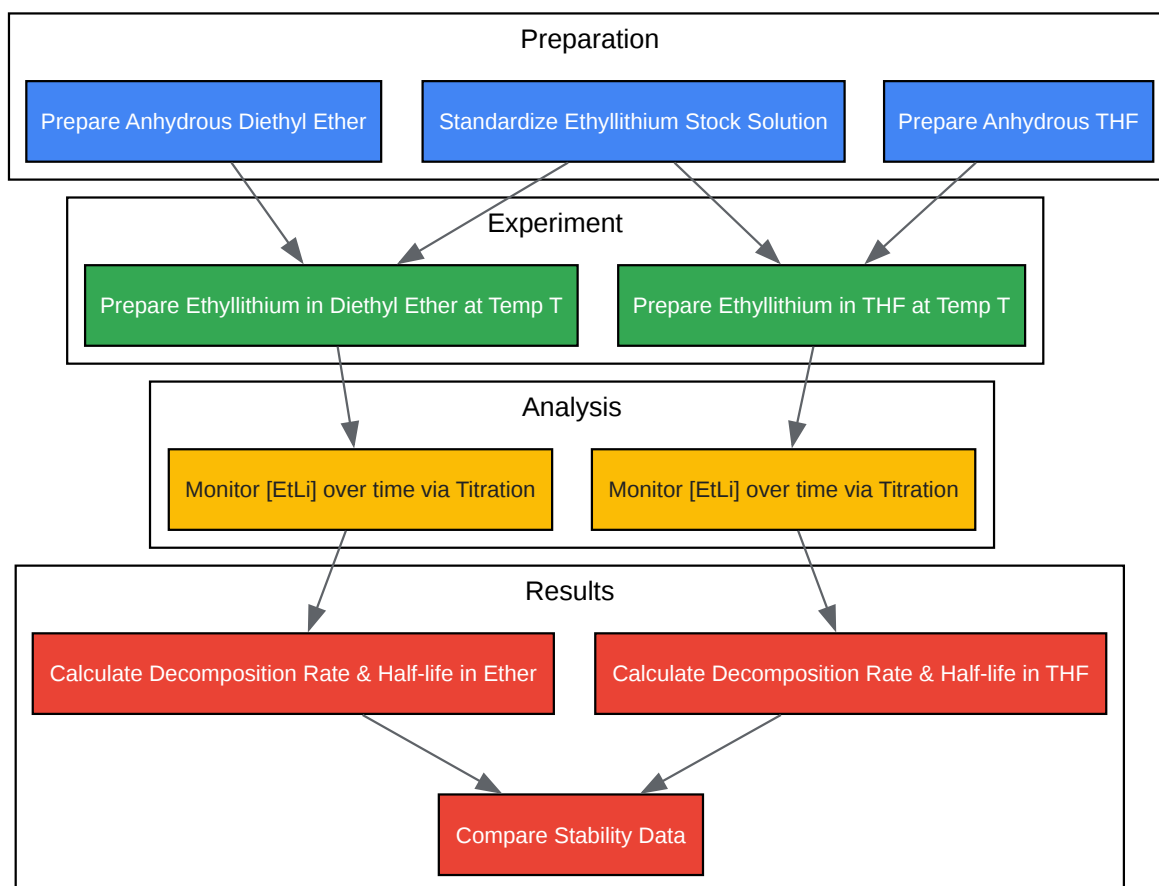 Preparation
Prepare Anhydrous Diethyl Ether
Standardize Ethyllithium Stock Solution
Prepare Anhydrous THF
Experiment
Prepare Ethyllithium in Diethyl Ether at Temp T
Prepare Ethyllithium in THF at Temp T
Analysis
Monitor [EtLi] over time via Titration
Monitor [EtLi] over time via Titration
Results
Calculate Decomposition Rate & Half-life in Ether
Calculate Decomposition Rate & Half-life in THF
Compare Stability Data